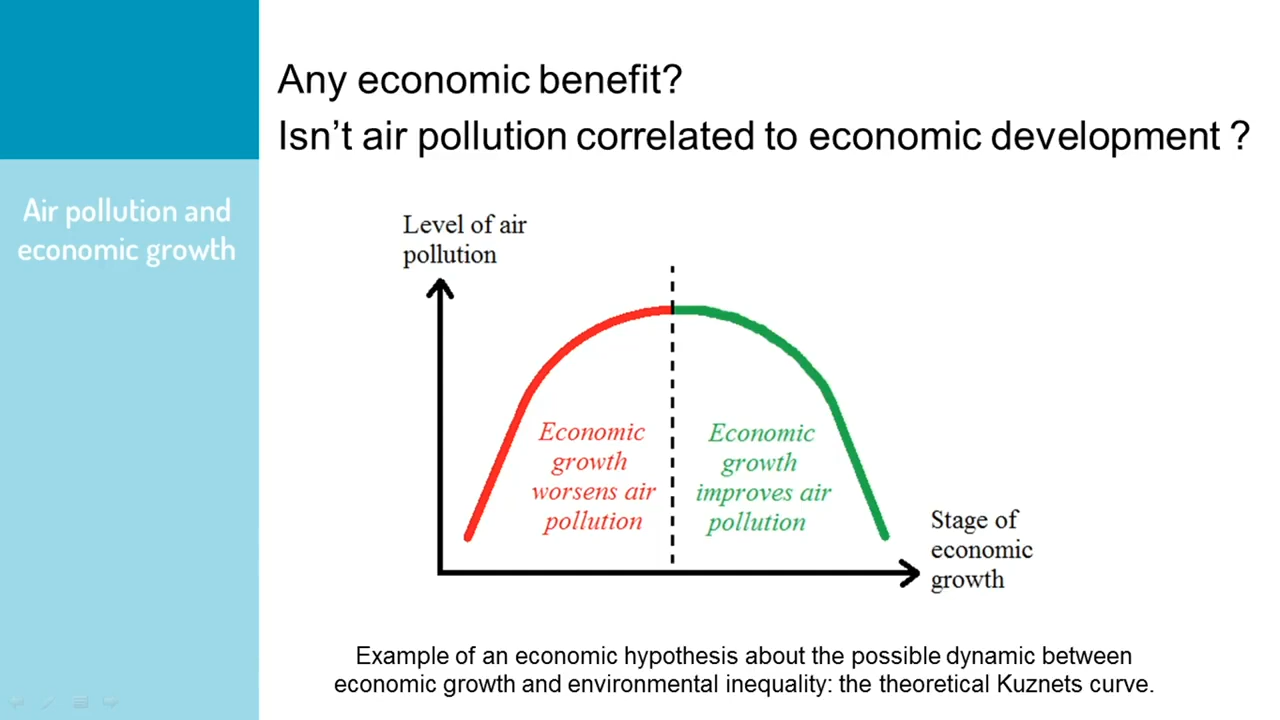 Any economic benefit?
Isn’t air pollution correlated to economic development ?
Air pollution and
economic growth
Level of air
pollution
Economic
growth
worsens air
pollution
Economic
growth
improves air
pollution
Stage of
economic
growth
Example of an economic hypothesis about the possible dynamic between
economic growth and environmental inequality: the theoretical Kuznets curve.